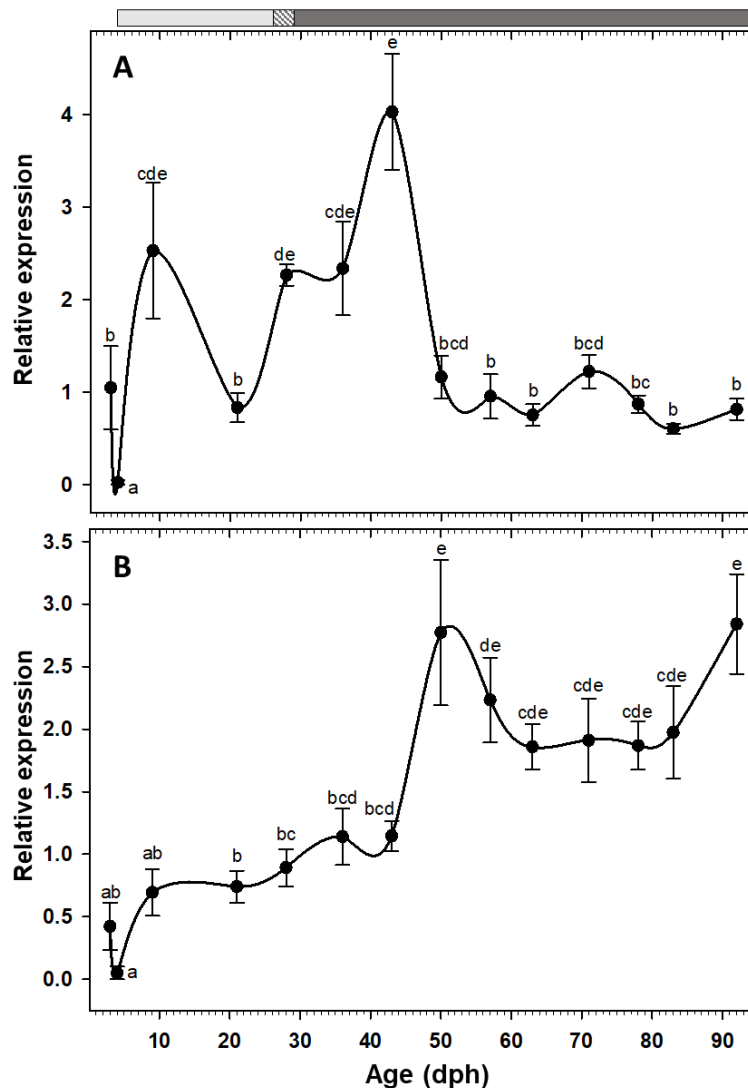 A
e
4
cde
3
cde
de
2
b
bcd
bcd
b
b
bc
b
b
b
1
0
a
Relative expression
B
3.5
e
e
3.0
de
2.5
cde
cde
cde
cde
2.0
1.5
bcd
bcd
bc
b
ab
1.0
ab
0.5
0.0
a
Relative expression
10 20 30 40 50 60 70 80 90
Age (dph)